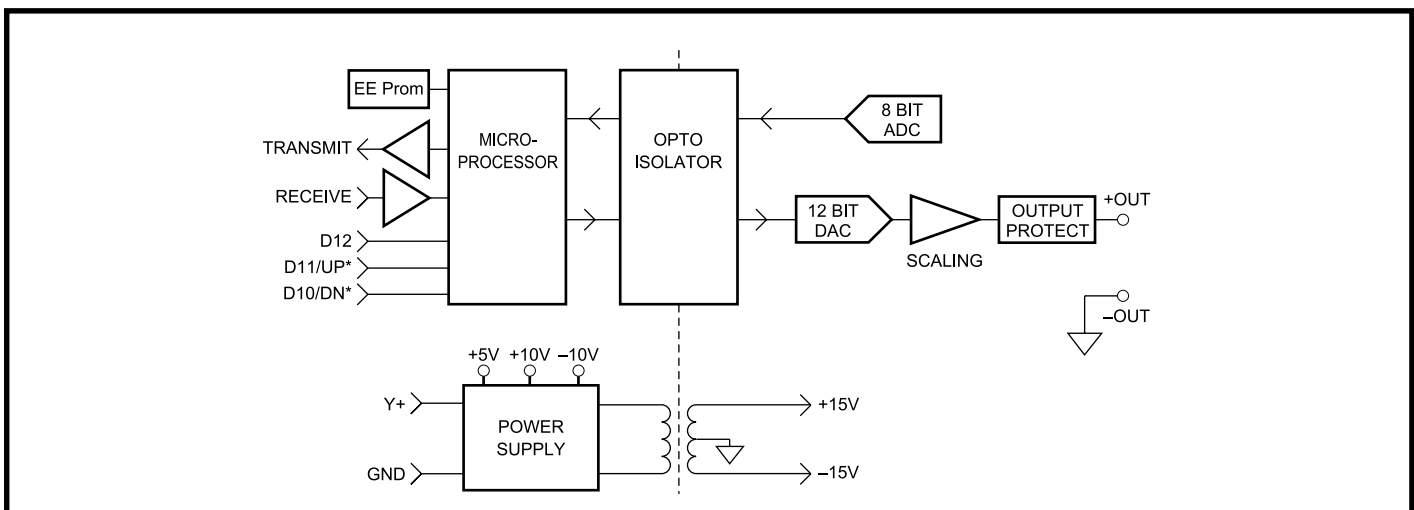 EE Prom
TRANSMIT
RECEIVE
D12
D11/UP*
D10/DN*
MICRO-
PROCESSOR
OPTO
ISOLATOR
8 BIT
ADC
12 BIT
DAC
SCALING
OUTPUT
PROTECT
+OUT
–OUT
+5V +10V –10V
Y+
GND
POWER
SUPPLY
+15V
–15V